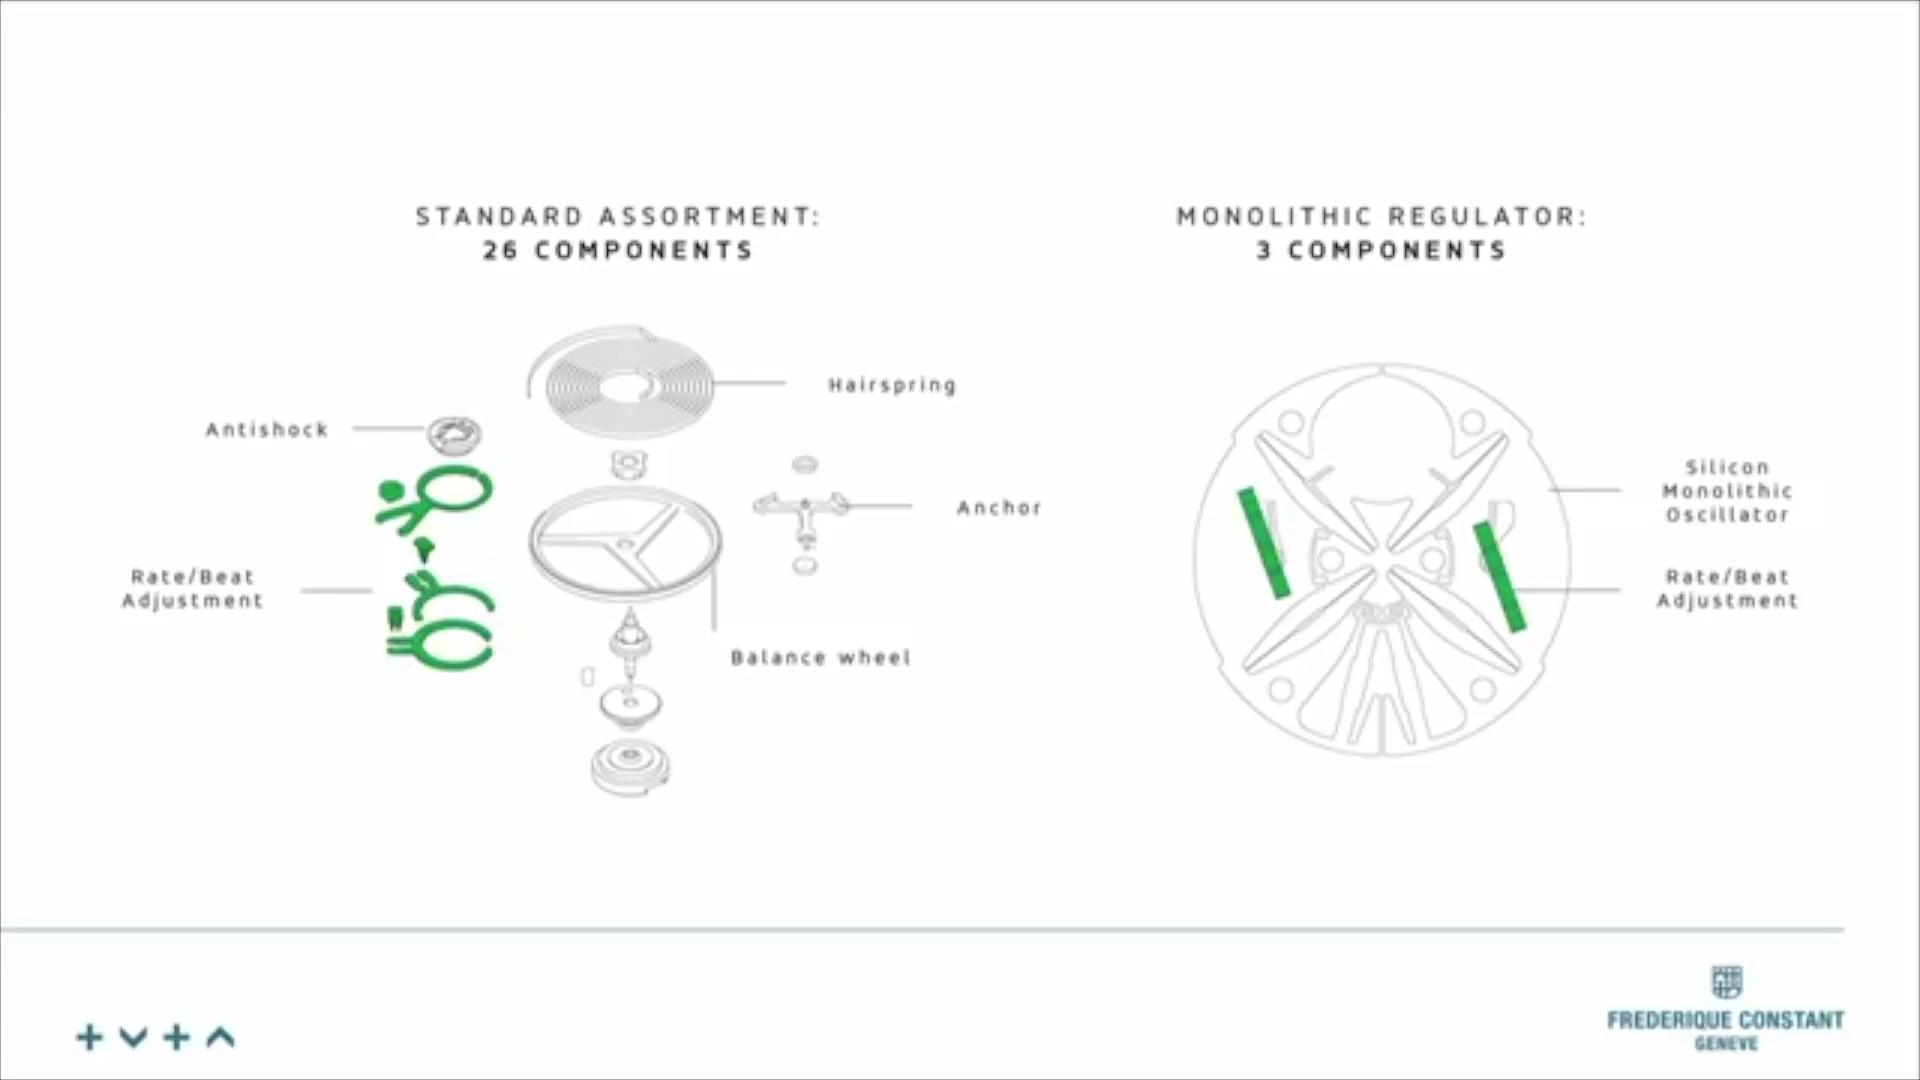 STANDARD ASSORTMENT:
26 COMPONENTS
MONOLITHIC REGULATOR:
3 COMPONENTS
Hairspring
Antishock
Anchor
Rate/Beat
Adjustment
Balance wheel
Silicon
Monolithic
Oscillator
Rate/Beat
Adjustment
FREDERIQUE CONSTANT
GENEVE